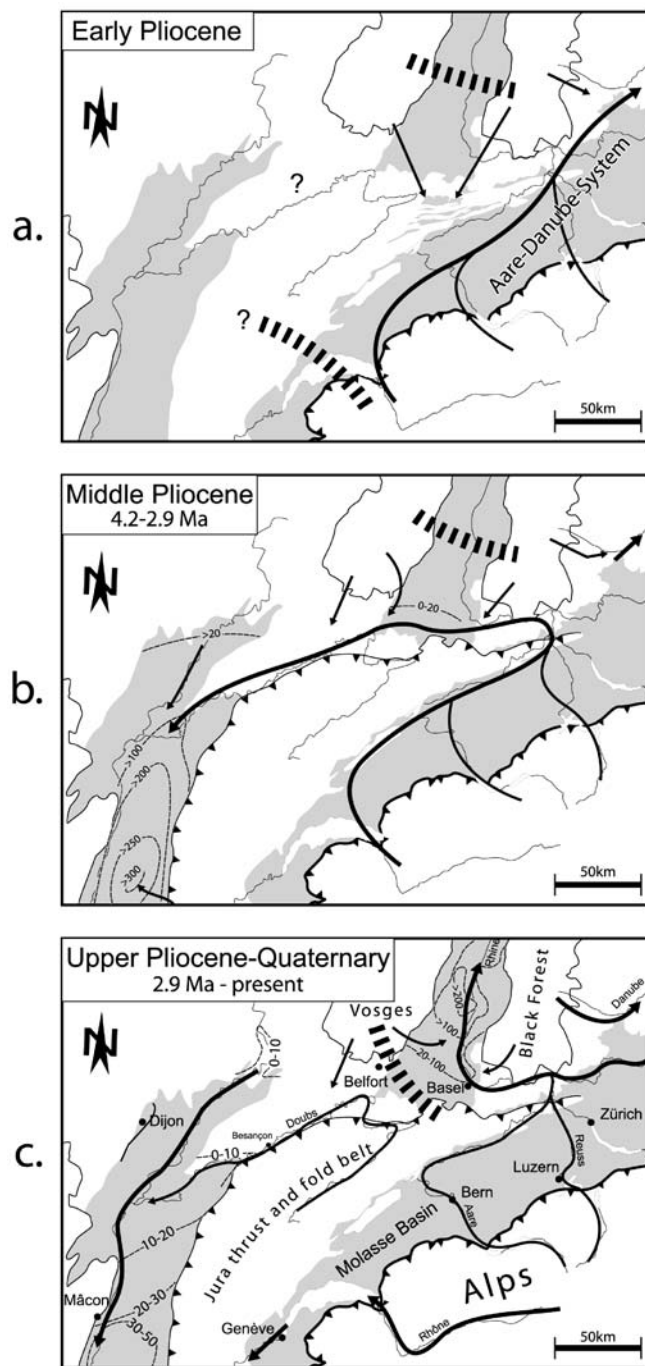 Early Pliocene
N
?
?
Aare-Danube-System
a.
50km
Middle Pliocene
4.2-2.9 Ma
N
0-20
>20
b.
>100
>200
>250
>300
50km
Upper Pliocene-Quaternary
2.9 Ma - present
N
Rhine
>200
>100
20-100
Black Forest
Danube
Vosges
0-10
Belfort
Basel
Dijon
Doubs
Besançon
Zürich
0-10
Reuss
c.
Jura thrust and fold belt
Luzern
Bern
Aare
Molasse Basin
10-20
Alps
Mâcon
20-30
30-50
Genève
Rhône
50km